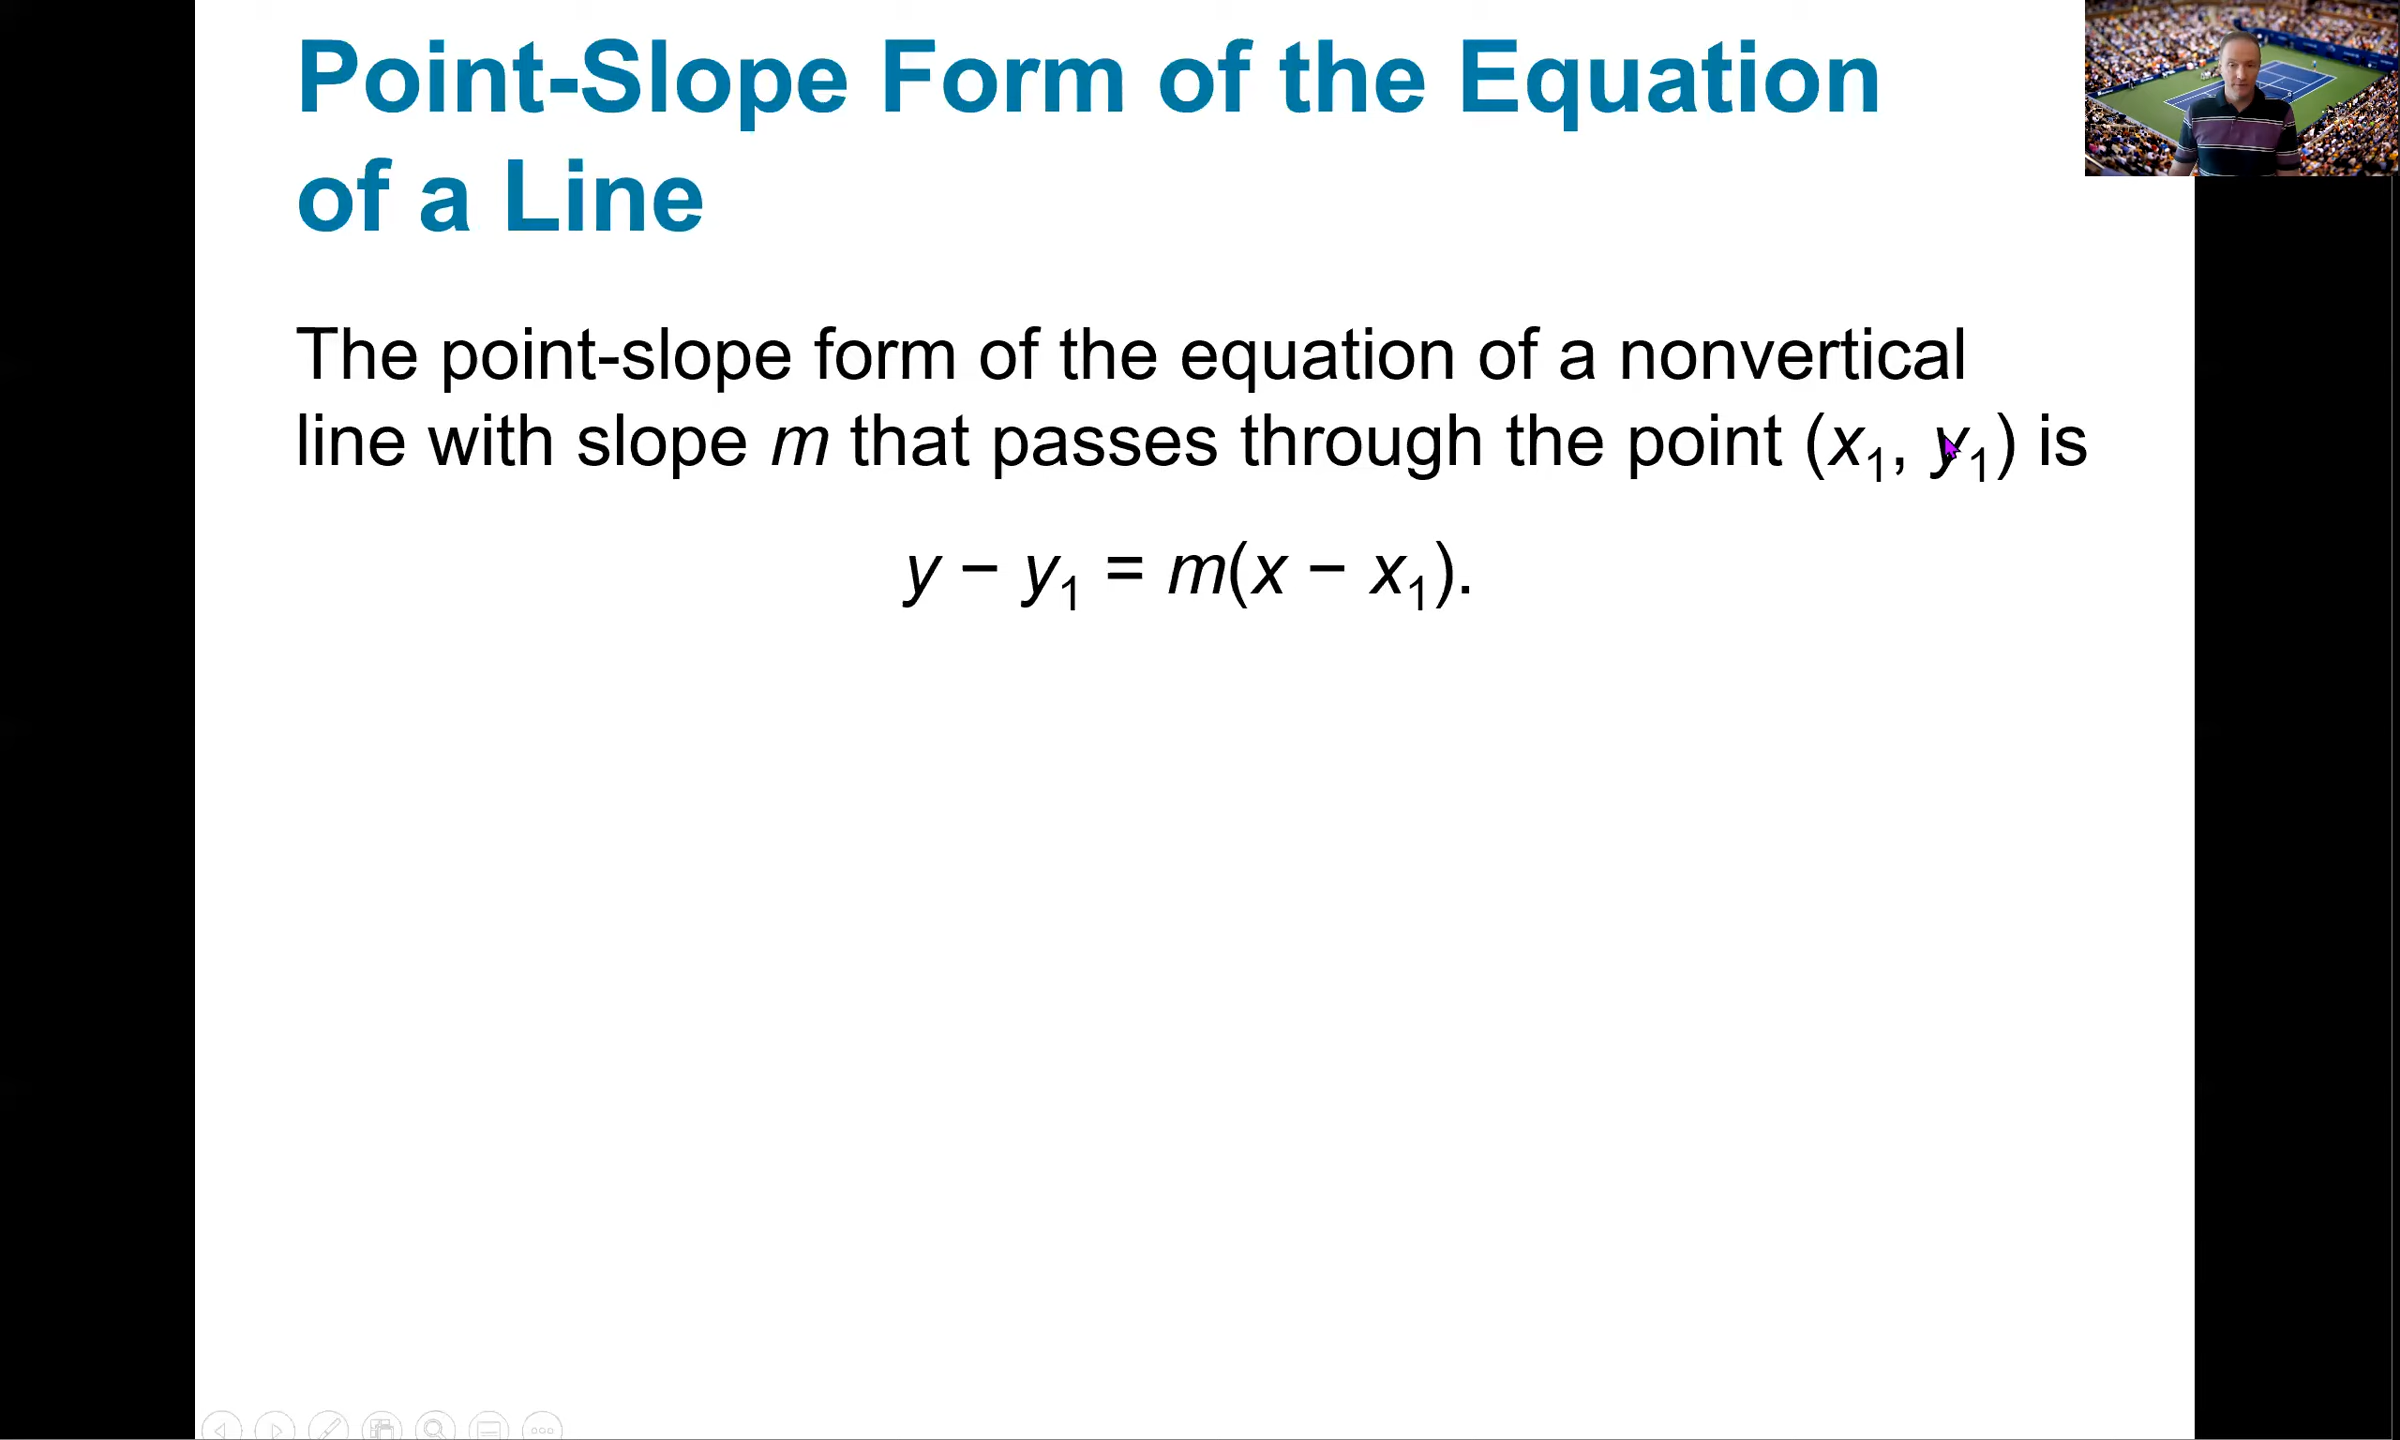 Point-Slope Form of the Equation
of a Line
The point-slope form of the equation of a nonvertical
line with slope m that passes through the point (x₁, y₁) is
y − y₁ = m(x − x₁).